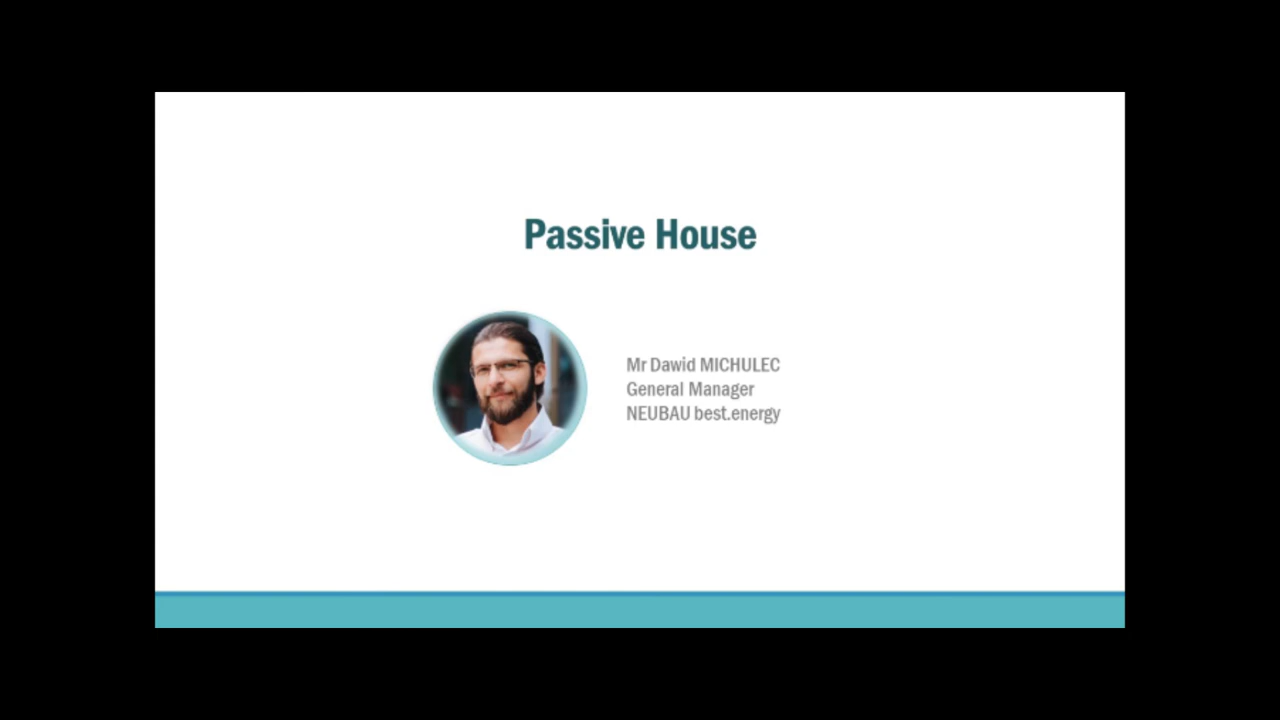 Passive House
Mr Dawid MICHULEC
General Manager
NEUBAU best.energy